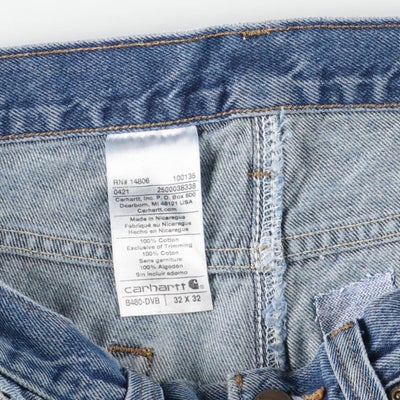 RN# 14806 100135
0421 2500038338
Carhartt, Inc. P.O. Box 600
Dearborn, MI 48121 USA
Carhartt.com
Made in Nicaragua
Fabriqué au Nicaragua
Hecho en Nicaragua
100% Cotton
Exclusive of Trimming
100% Coton
Sans garniture
100% Algodón
Sin incluir adorno
carhartt
B480-DVB 32 X 32